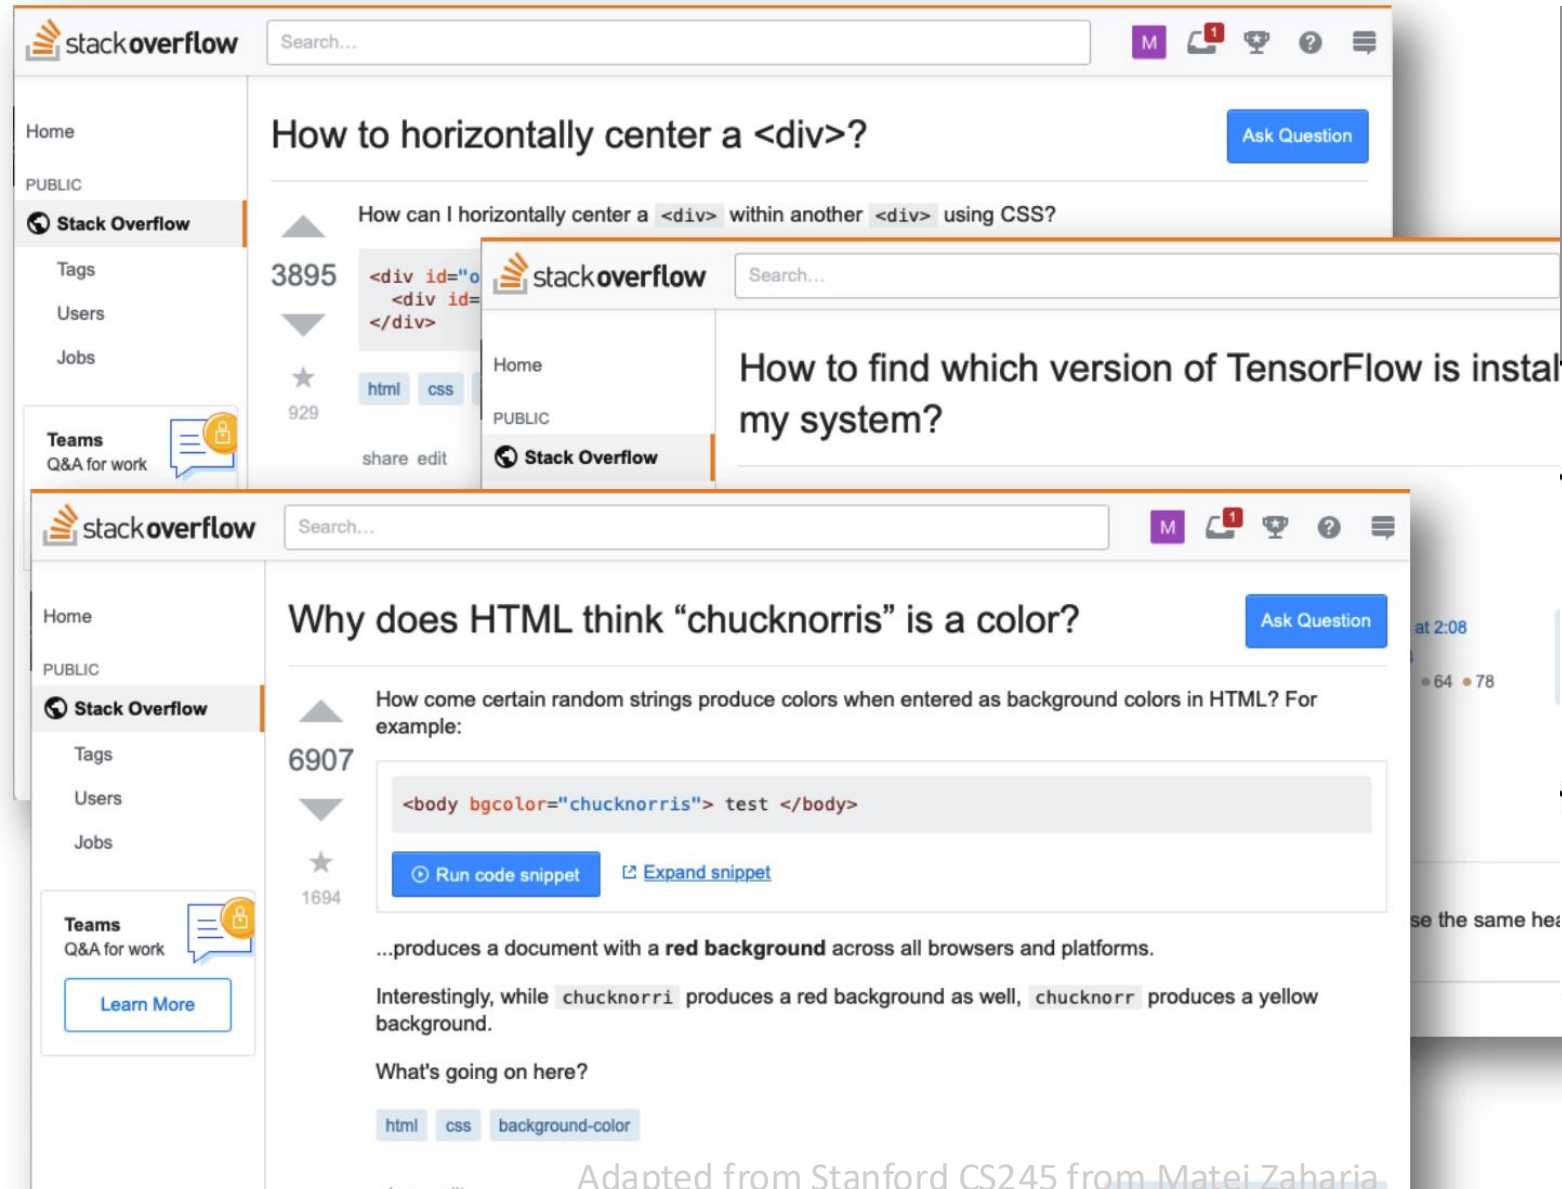 stackoverflow
Search...
M
1
?
Home
How to horizontally center a <div>?
Ask Question
PUBLIC
Stack Overflow
Tags
Users
Jobs
How can I horizontally center a <div> within another <div> using CSS?
3895
<div id="o
<div id=
</div>
929
html css
share edit
Teams
Q&A for work
stackoverflow
Search...
Home
PUBLIC
Stack Overflow
How to find which version of TensorFlow is instal
my system?
at 2:08
64 78
se the same hea
stackoverflow
Search...
M
1
?
Home
PUBLIC
Stack Overflow
Tags
Users
Jobs
Teams
Q&A for work
Learn More
Why does HTML think “chucknorris” is a color?
Ask Question
How come certain random strings produce colors when entered as background colors in HTML? For
example:
6907
<body bgcolor="chucknorris"> test </body>
1694
Run code snippet Expand snippet
...produces a document with a red background across all browsers and platforms.
Interestingly, while chucknorri produces a red background as well, chucknorr produces a yellow
background.
What's going on here?
html css background-color
Adapted from Stanford CS245 from Matei Zaharia